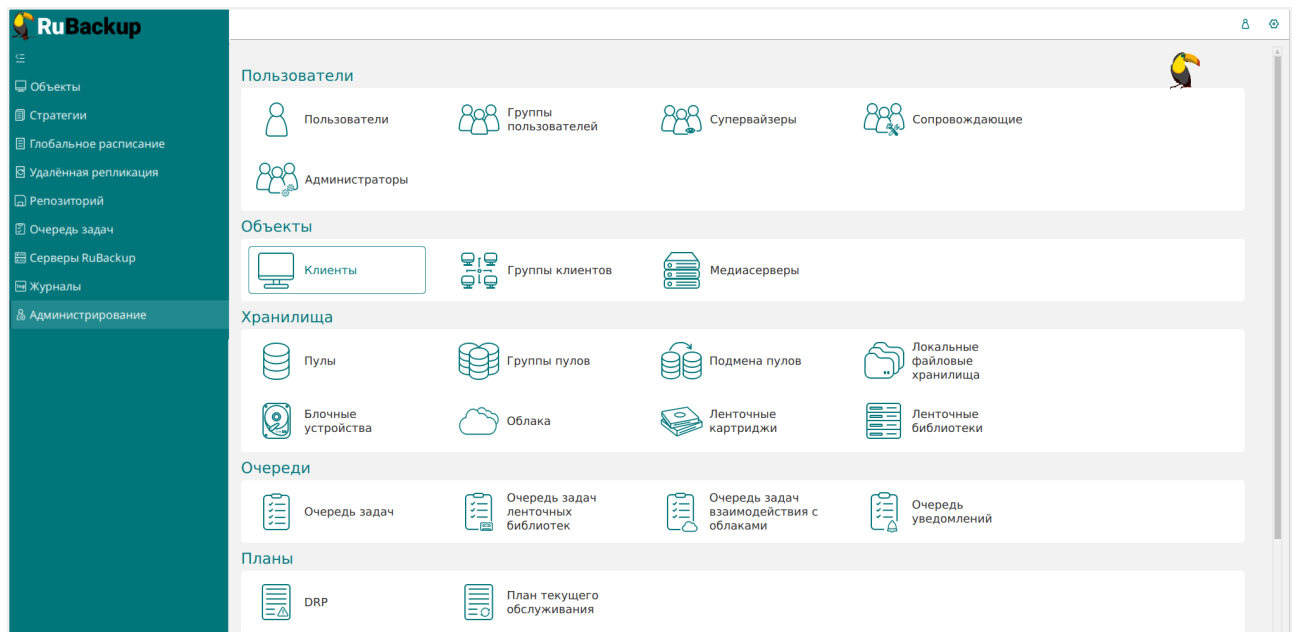 RuBackup
Объекты
Стратегии
Глобальное расписание
Удалённая репликация
Репозиторий
Очередь задач
Серверы RuBackup
Журналы
Администрирование
Пользователи
Пользователи
Группы
пользователей
Супервайзеры
Сопровождающие
Администраторы
Объекты
Клиенты
Группы клиентов
Медиасерверы
Хранилища
Пулы
Группы пулов
Подмена пулов
Локальные
файловые
хранилища
Блочные
устройства
Облака
Ленточные
картриджи
Ленточные
библиотеки
Очереди
Очередь задач
Очередь задач
ленточных
библиотек
Очередь задач
взаимодействия с
облаками
Очередь
уведомлений
Планы
DRP
План текущего
обслуживания